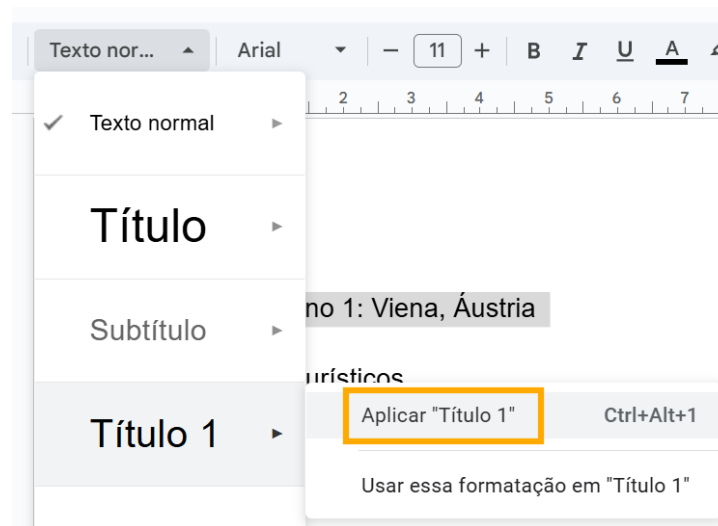 Texto nor... Arial 11 B I U A
2 3 4 5 6 7
Texto normal
Título
no 1: Viena, Áustria
Subtítulo
urísticos
Aplicar "Título 1" Ctrl+Alt+1
Título 1
Usar essa formatação em "Título 1"